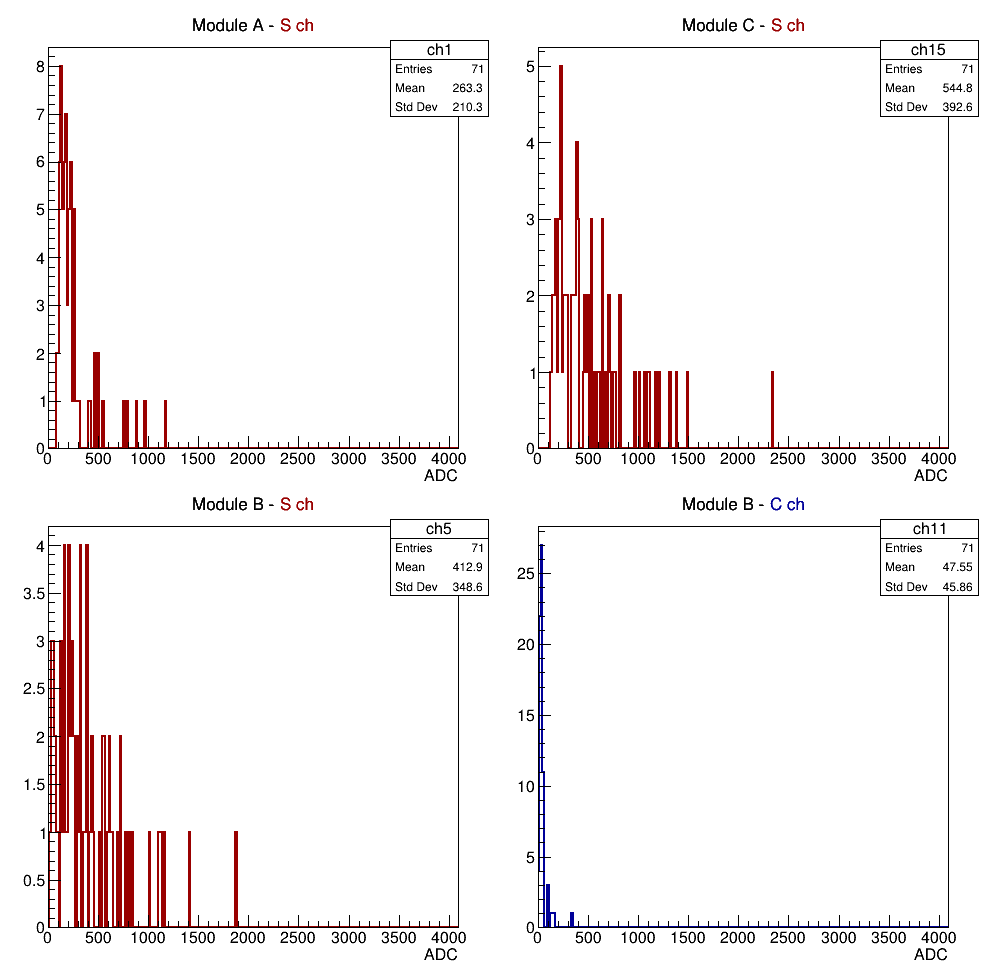 Module A - S ch
ch1
Entries 71
Mean 263.3
Std Dev 210.3
8
7
6
5
4
3
2
1
0
0 500 1000 1500 2000 2500 3000 3500 4000
ADC
Module C - S ch
ch15
Entries 71
Mean 544.8
Std Dev 392.6
5
4
3
2
1
0
0 500 1000 1500 2000 2500 3000 3500 4000
ADC
Module B - S ch
ch5
Entries 71
Mean 412.9
Std Dev 348.6
4
3.5
3
2.5
2
1.5
1
0.5
0
0 500 1000 1500 2000 2500 3000 3500 4000
ADC
Module B - C ch
ch11
Entries 71
Mean 47.55
Std Dev 45.86
25
20
15
10
5
0
0 500 1000 1500 2000 2500 3000 3500 4000
ADC